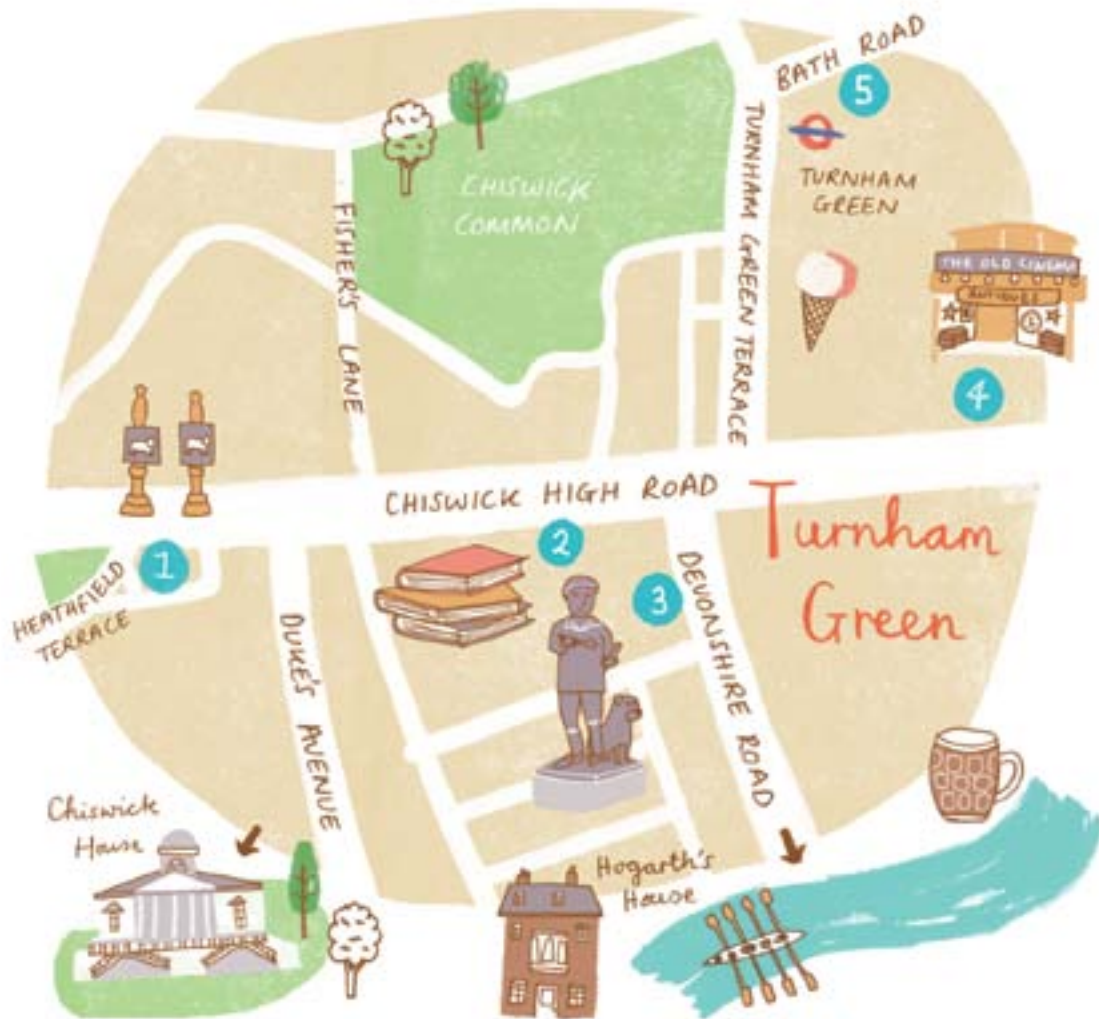 BATH ROAD
5
TURNHAM
GREEN
CHISWICK
COMMON
TURNHAM GREEN TERRACE
FISHER'S LANE
THE OLD CINEMA
4
CHISWICK HIGH ROAD
Turnham
Green
1
2
3
HEATHFIELD
TERRACE
DUKE'S AVENUE
DEVONSHIRE ROAD
Chiswick
House
Hogarth's
House